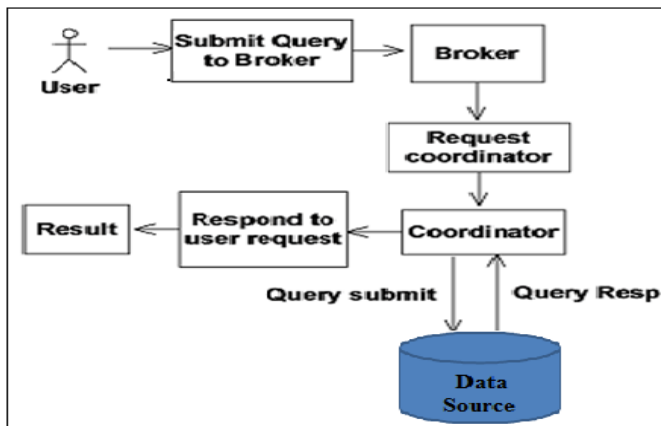 Submit Query
to Broker
Broker
User
Request
coordinator
Result
Respond to
user request
Coordinator
Query submit
Query Resp
Data
Source